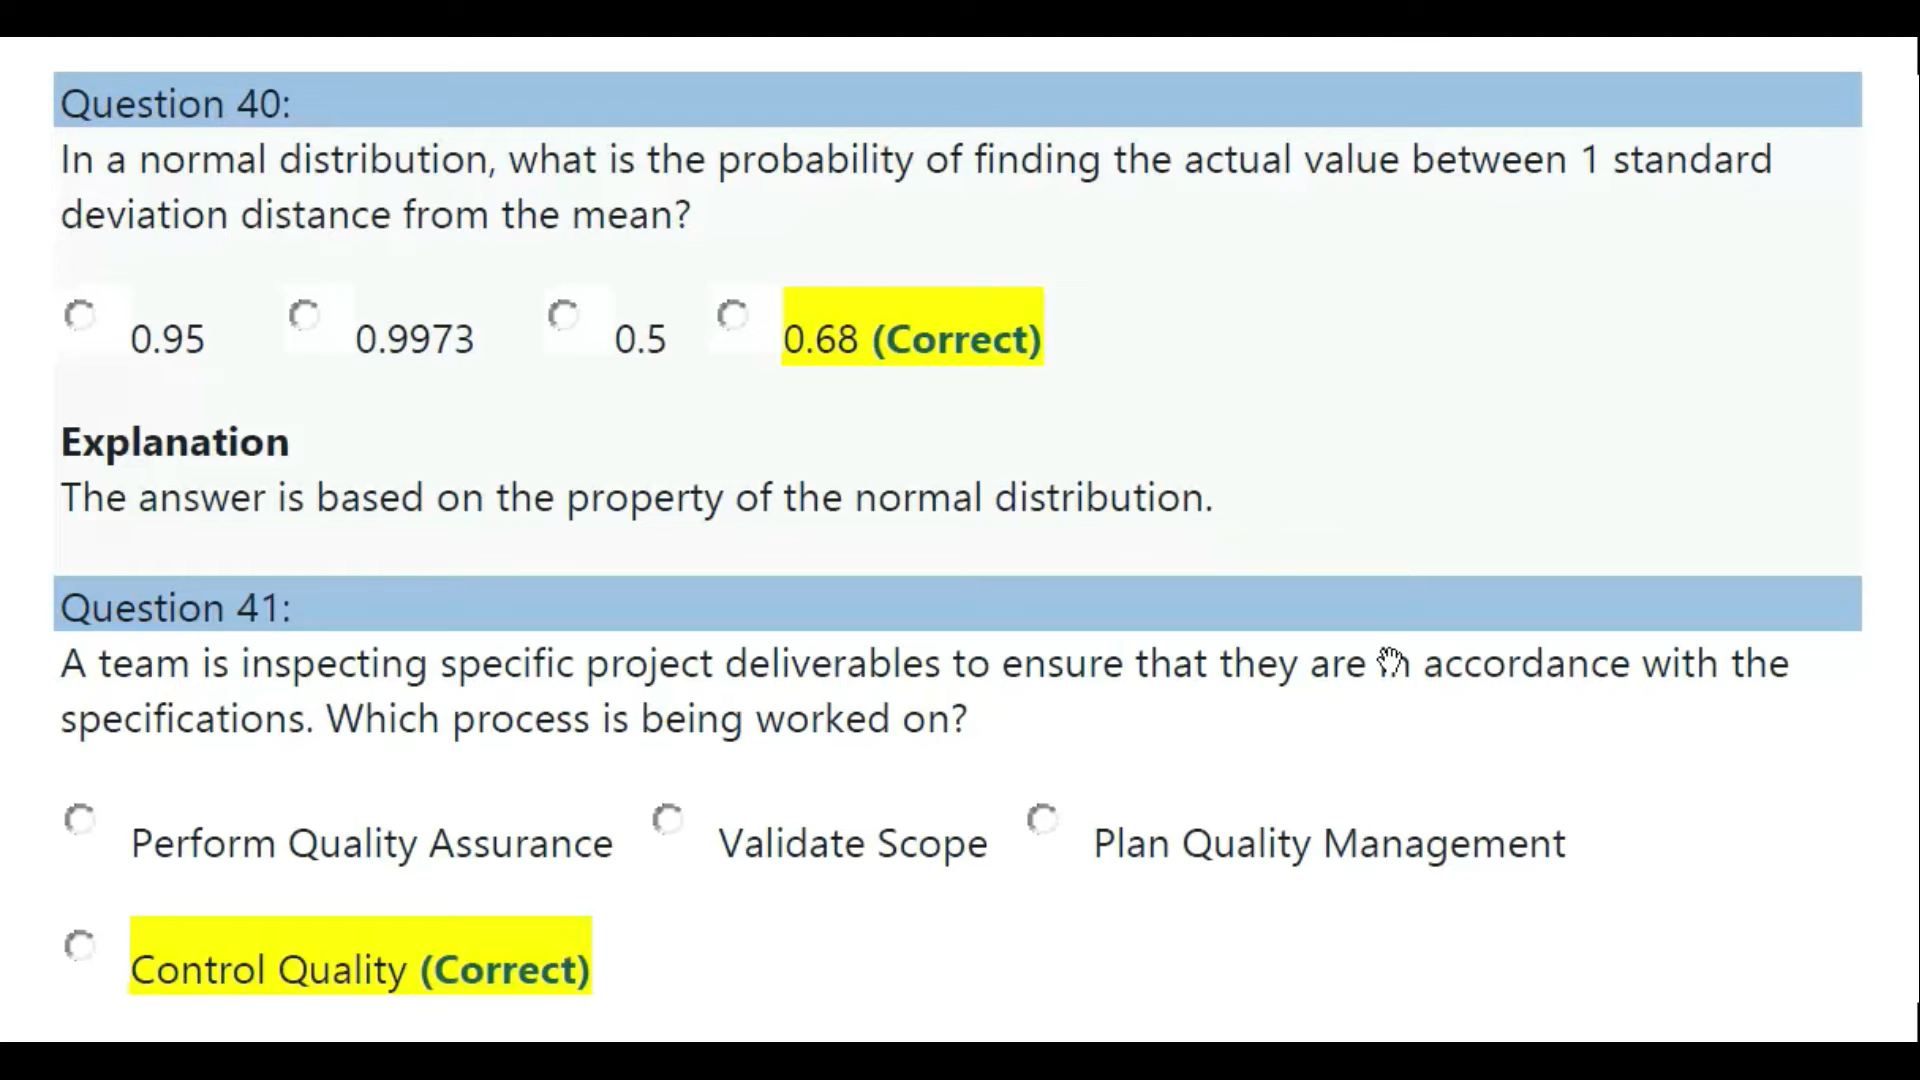 Question 40:
In a normal distribution, what is the probability of finding the actual value between 1 standard
deviation distance from the mean?
0.95 0.9973 0.5 0.68 (Correct)
Explanation
The answer is based on the property of the normal distribution.
Question 41:
A team is inspecting specific project deliverables to ensure that they are in accordance with the
specifications. Which process is being worked on?
Perform Quality Assurance Validate Scope Plan Quality Management
Control Quality (Correct)